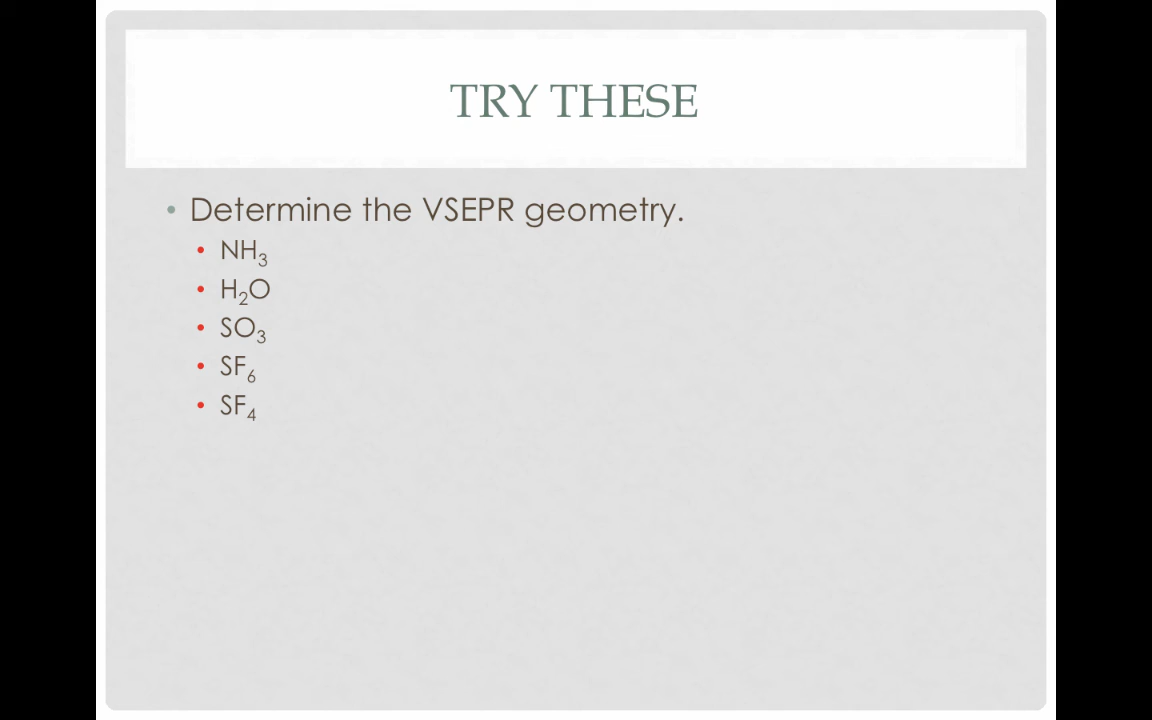 TRY THESE
• Determine the VSEPR geometry.
• NH₃
• H₂O
• SO₃
• SF₆
• SF₄